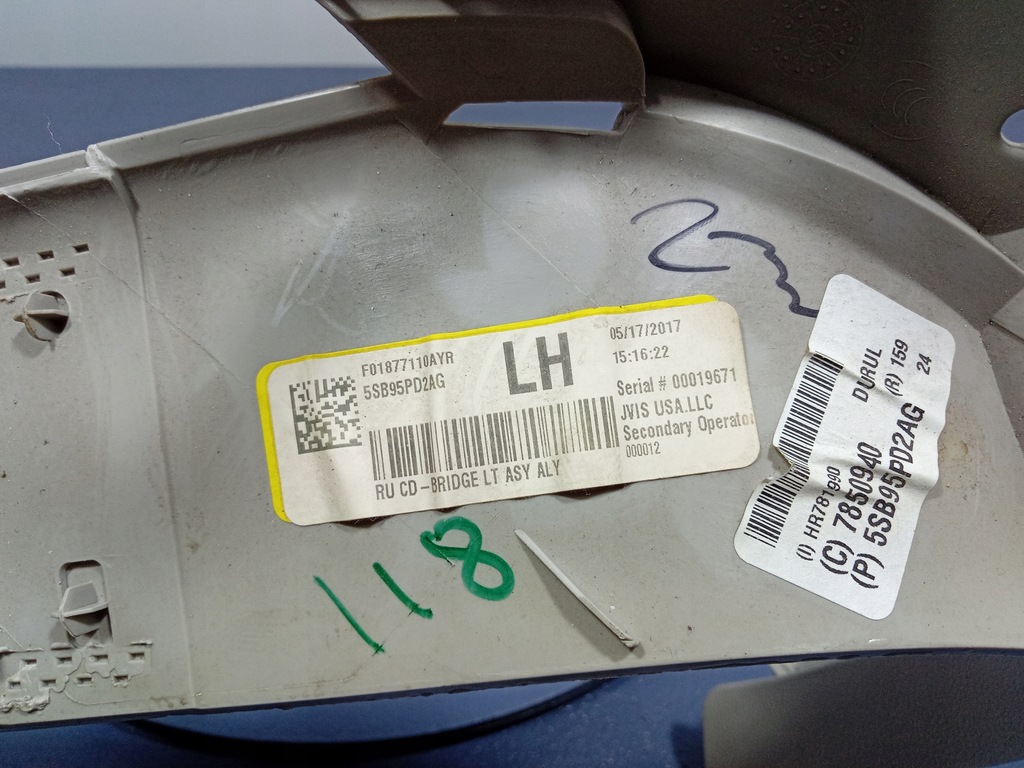 F01877110AYR
5SB95PD2AG
LH
05/17/2017
15:16:22
Serial # 00019671
JVIS USA.LLC
Secondary Operator
000012
RU CD-BRIDGE LT ASY ALY
118
DURUL
(R) 159
24
(I) HR781990
(C) 7850940
(P) 5SB95PD2AG